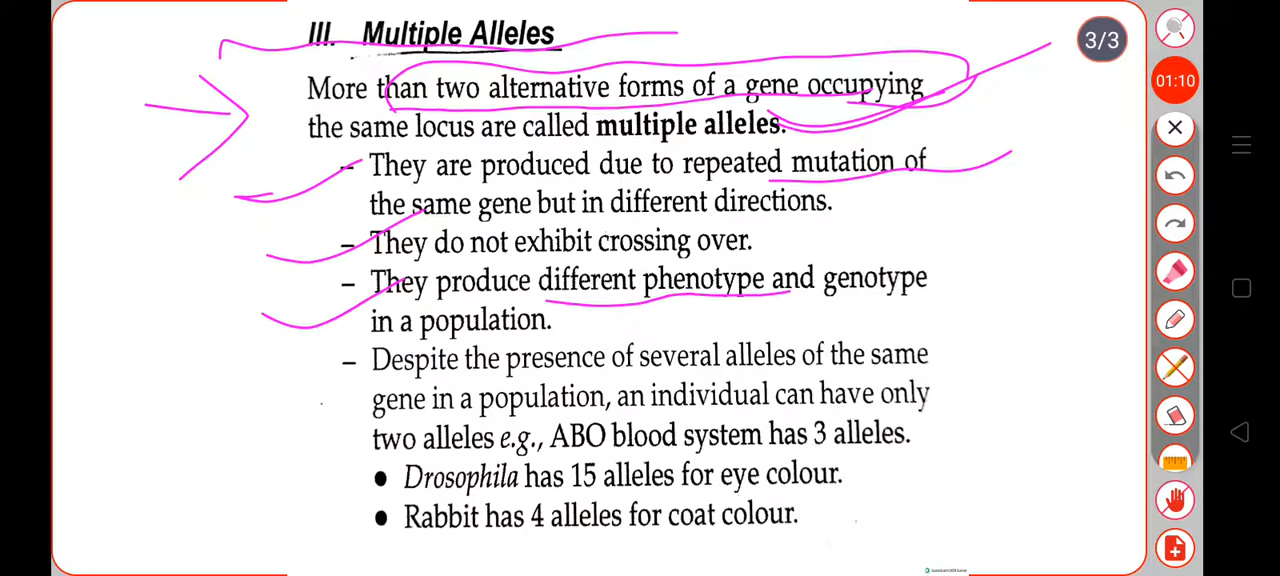 III. Multiple Alleles
3/3
01:10
More than two alternative forms of a gene occupying
the same locus are called multiple alleles.
– They are produced due to repeated mutation of
the same gene but in different directions.
– They do not exhibit crossing over.
– They produce different phenotype and genotype
in a population.
– Despite the presence of several alleles of the same
gene in a population, an individual can have only
two alleles e.g., ABO blood system has 3 alleles.
● Drosophila has 15 alleles for eye colour.
● Rabbit has 4 alleles for coat colour.